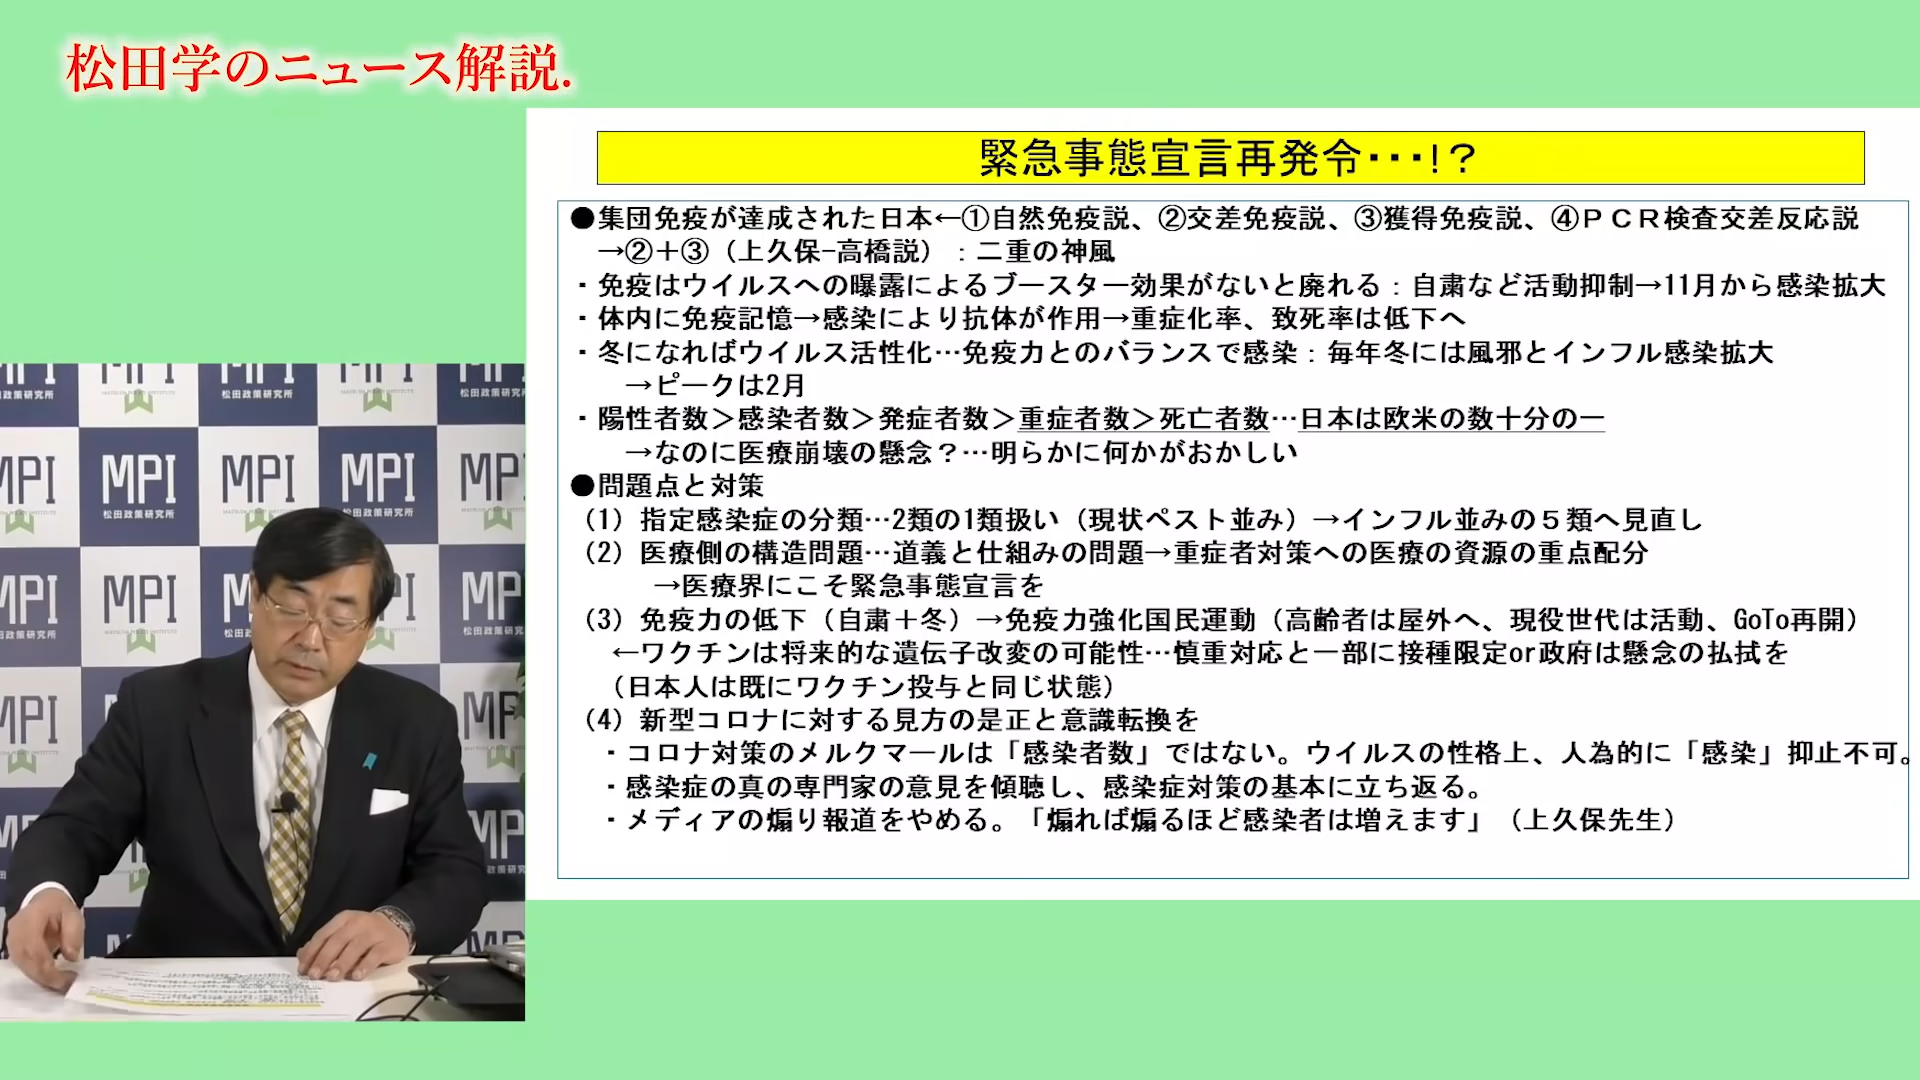 松田学のニュース解説.
緊急事態宣言再発令・・・!？
●集団免疫が達成された日本←①自然免疫説、②交差免疫説、③獲得免疫説、④ＰＣＲ検査交差反応説
→②＋③（上久保-高橋説）：二重の神風
・免疫はウイルスへの曝露によるブースター効果がないと廃れる：自粛など活動抑制→11月から感染拡大
・体内に免疫記憶→感染により抗体が作用→重症化率、致死率は低下へ
・冬になればウイルス活性化…免疫力とのバランスで感染：毎年冬には風邪とインフル感染拡大
→ピークは2月
・陽性者数＞感染者数＞発症者数＞重症者数＞死亡者数…日本は欧米の数十分の一
→なのに医療崩壊の懸念？…明らかに何かがおかしい
●問題点と対策
（1）指定感染症の分類…2類の1類扱い（現状ペスト並み）→インフル並みの５類へ見直し
（2）医療側の構造問題…道義と仕組みの問題→重症者対策への医療の資源の重点配分
→医療界にこそ緊急事態宣言を
（3）免疫力の低下（自粛＋冬）→免疫力強化国民運動（高齢者は屋外へ、現役世代は活動、GoTo再開）
←ワクチンは将来的な遺伝子改変の可能性…慎重対応と一部に接種限定or政府は懸念の払拭を
（日本人は既にワクチン投与と同じ状態）
（4）新型コロナに対する見方の是正と意識転換を
・コロナ対策のメルクマールは「感染者数」ではない。ウイルスの性格上、人為的に「感染」抑止不可。
・感染症の真の専門家の意見を傾聴し、感染症対策の基本に立ち返る。
・メディアの煽り報道をやめる。「煽れば煽るほど感染者は増えます」（上久保先生）
MPI
松田政策研究所
MPI
MATSUDA POLICY INSTITUTE
MPI
松田政策研究所
MPI